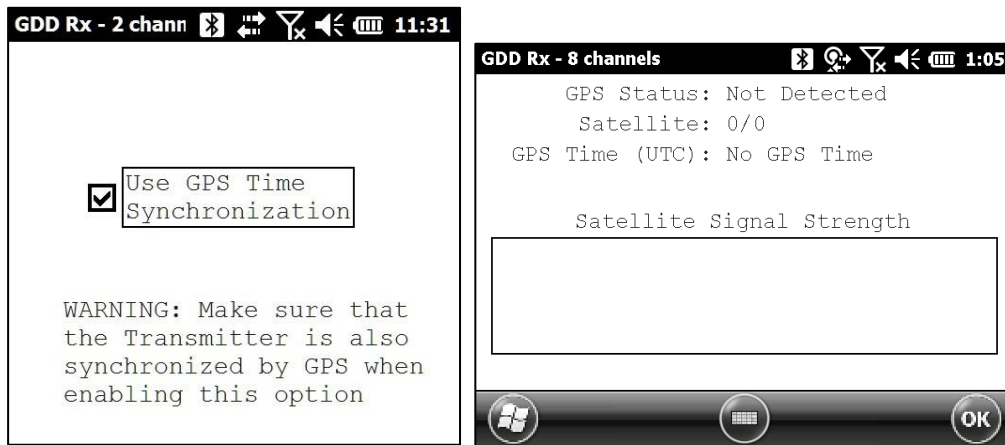 GDD Rx - 2 chann 11:31
Use GPS Time
Synchronization
WARNING: Make sure that
the Transmitter is also
synchronized by GPS when
enabling this option
GDD Rx - 8 channels 1:05
GPS Status: Not Detected
Satellite: 0/0
GPS Time (UTC): No GPS Time
Satellite Signal Strength
OK